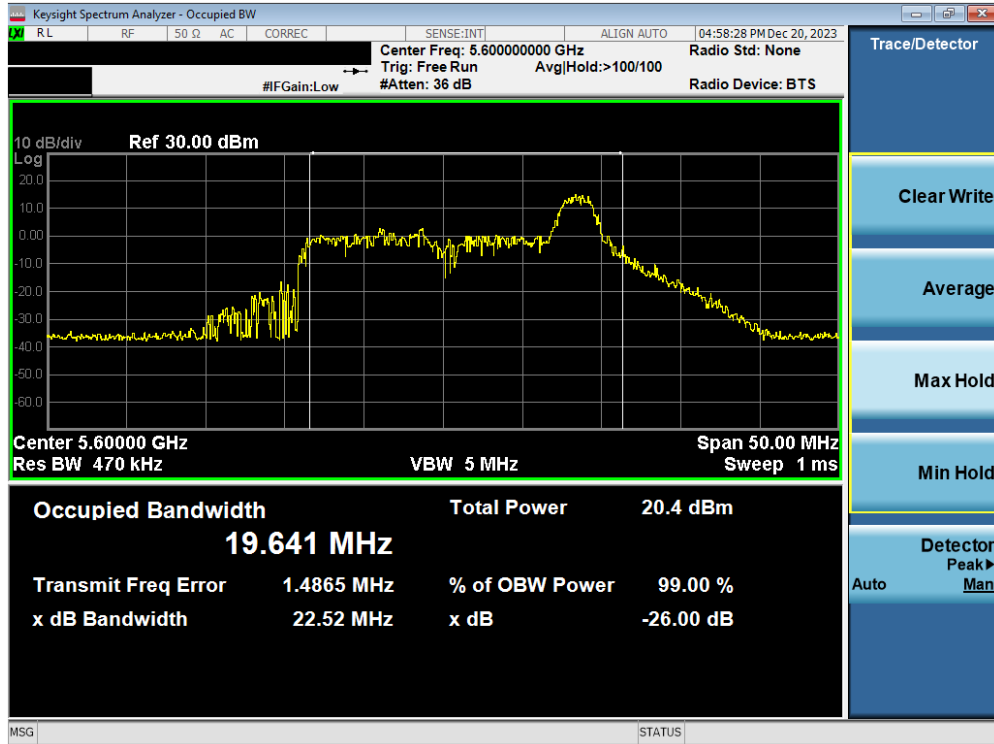 Keysight Spectrum Analyzer - Occupied BW
LXI RL RF 50 Ω AC CORREC SENSE:INT ALIGN AUTO 04:58:28 PM Dec 20, 2023
Center Freq: 5.600000000 GHz Radio Std: None
Trig: Free Run Avg|Hold:>100/100
#IFGain:Low #Atten: 36 dB Radio Device: BTS
10 dB/div Ref 30.00 dBm
Log
20.0
10.0
0.00
-10.0
-20.0
-30.0
-40.0
-50.0
-60.0
Center 5.60000 GHz Span 50.00 MHz
Res BW 470 kHz VBW 5 MHz Sweep 1 ms
Occupied Bandwidth Total Power 20.4 dBm
19.641 MHz
Transmit Freq Error 1.4865 MHz % of OBW Power 99.00 %
x dB Bandwidth 22.52 MHz x dB -26.00 dB
MSG STATUS
Trace/Detector
Clear Write
Average
Max Hold
Min Hold
Detector
Peak▶
Auto Man